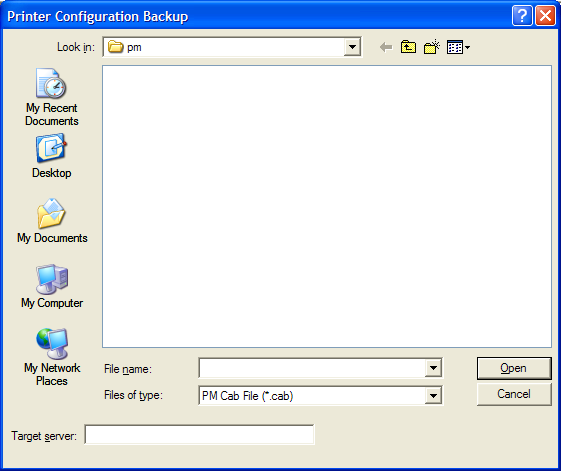 Printer Configuration Backup
Look in: pm
My Recent
Documents
Desktop
My Documents
My Computer
My Network
Places
File name:
Open
Files of type: PM Cab File (*.cab)
Cancel
Target server: